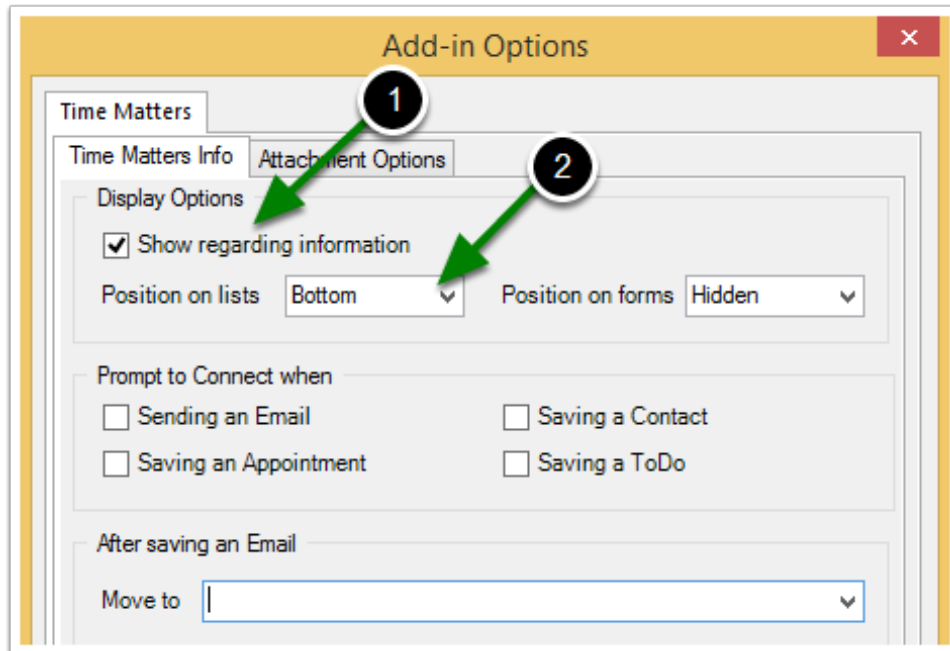 Add-in Options
1
Time Matters
Time Matters Info Attachment Options
2
Display Options
Show regarding information
Position on lists Bottom Position on forms Hidden
Prompt to Connect when
Sending an Email Saving a Contact
Saving an Appointment Saving a ToDo
After saving an Email
Move to